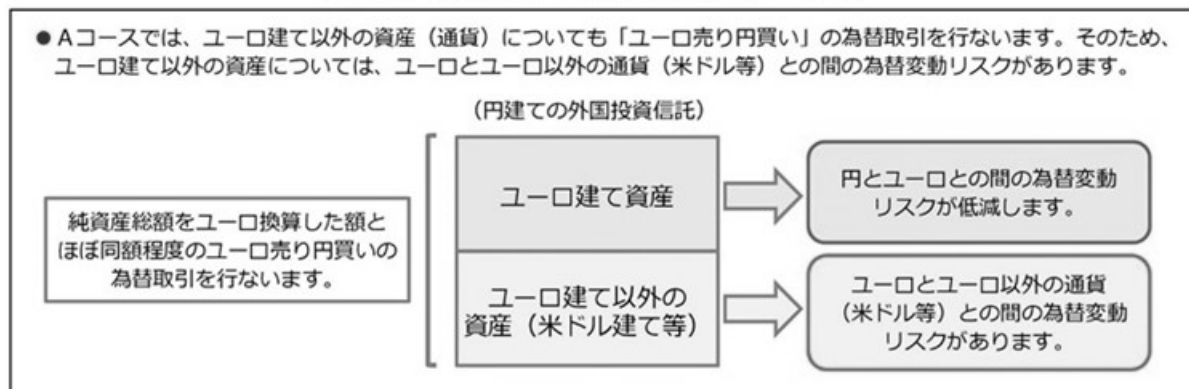 ● Aコースでは、ユーロ建て以外の資産（通貨）についても「ユーロ売り円買い」の為替取引を行ないます。そのため、
ユーロ建て以外の資産については、ユーロとユーロ以外の通貨（米ドル等）との間の為替変動リスクがあります。
（円建ての外国投資信託）
純資産総額をユーロ換算した額と
ほぼ同額程度のユーロ売り円買いの
為替取引を行ないます。
ユーロ建て資産
円とユーロとの間の為替変動
リスクが低減します。
ユーロ建て以外の
資産（米ドル建て等）
ユーロとユーロ以外の通貨
（米ドル等）との間の為替変動
リスクがあります。